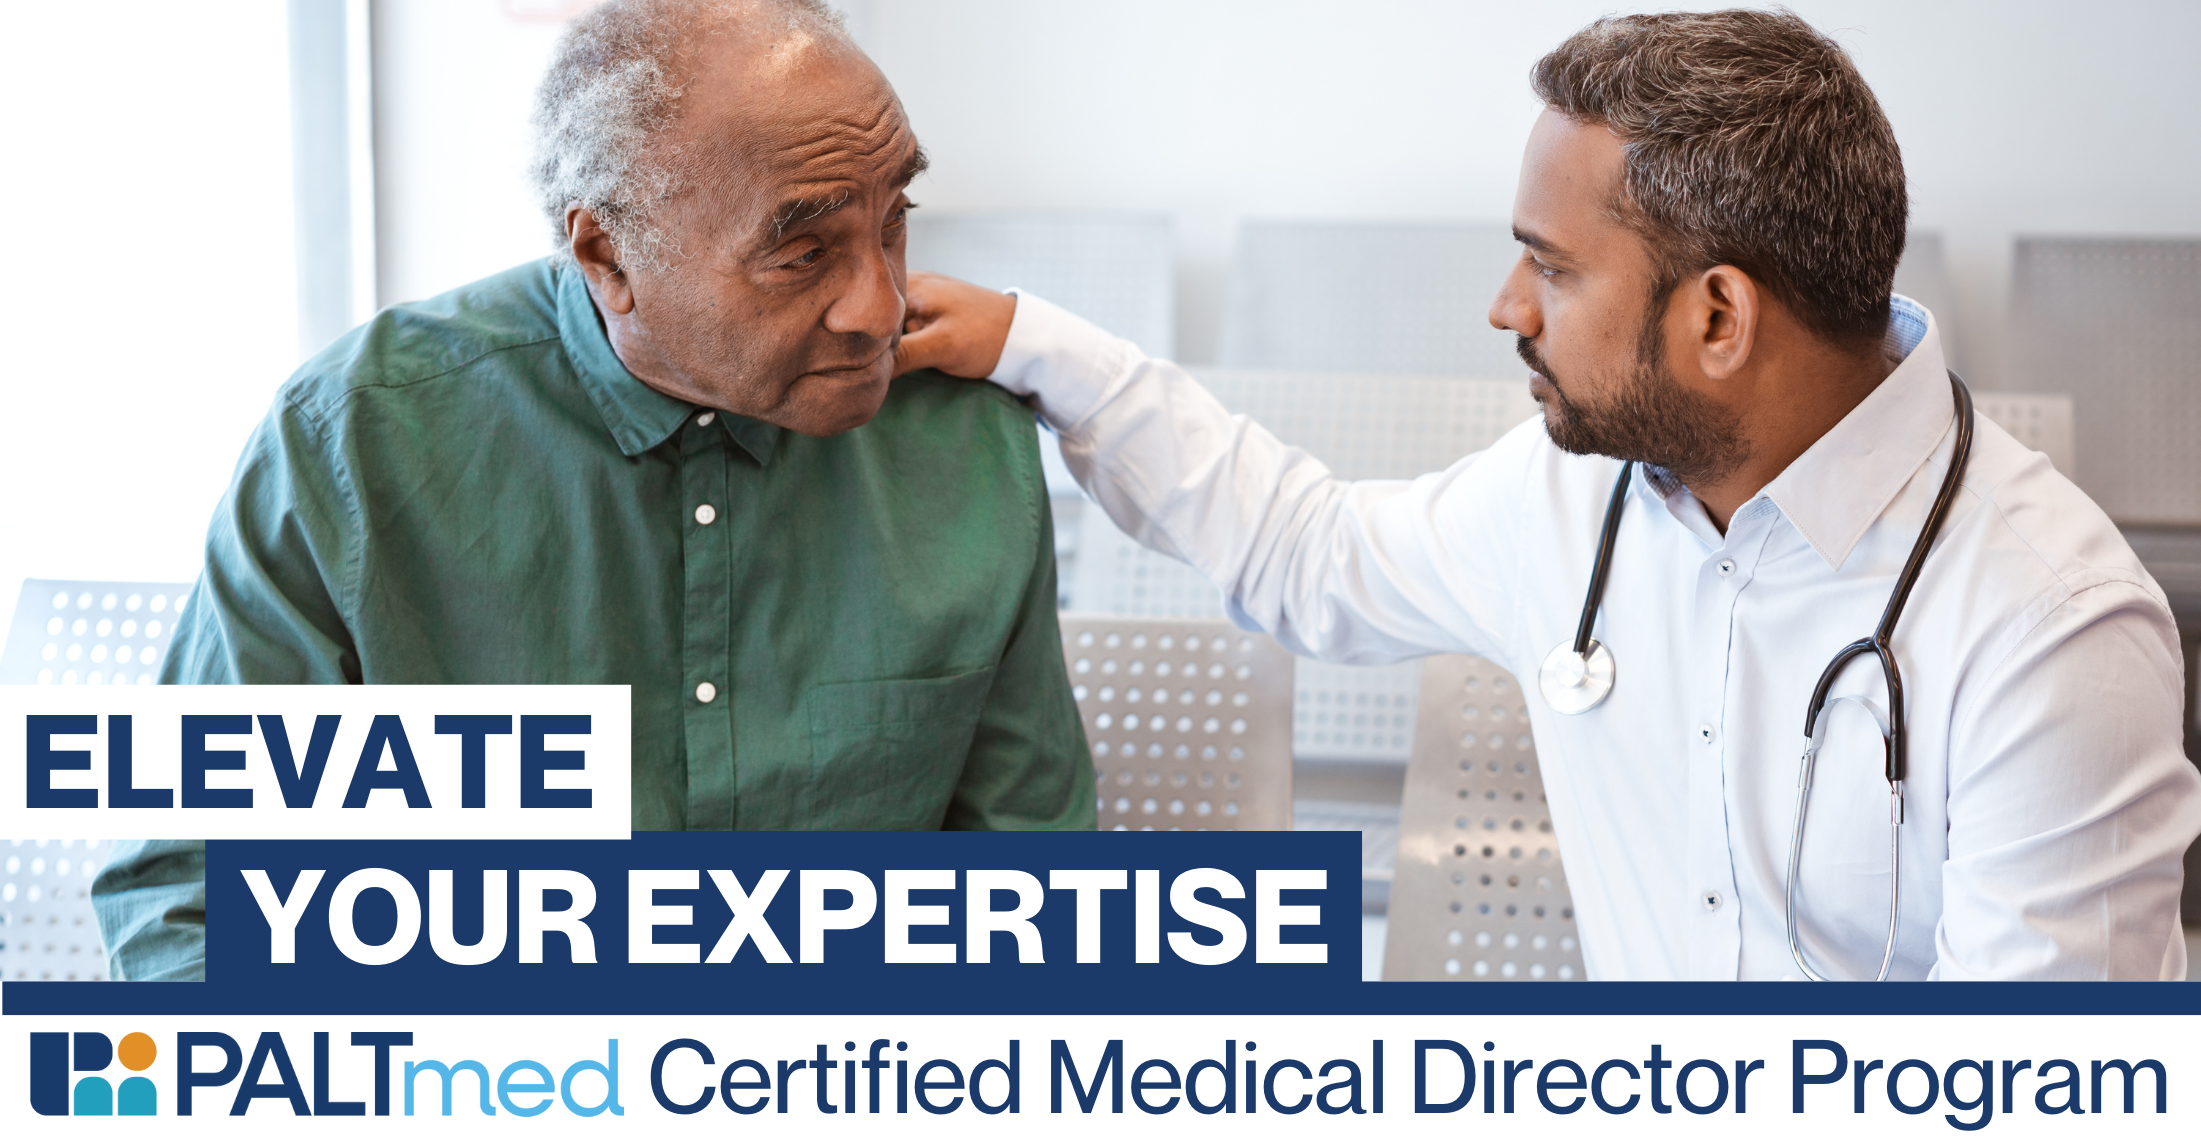 ELEVATE
YOUR EXPERTISE
PALTmed Certified Medical Director Program